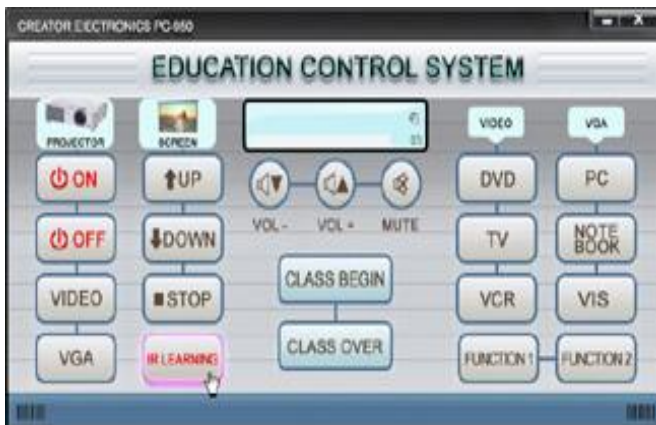 CREATOR ELECTRONICS PC-950
EDUCATION CONTROL SYSTEM
PROJECTOR
SCREEN
VIDEO
VGA
ON
UP
DVD
PC
OFF
DOWN
VOL -
VOL +
MUTE
TV
NOTE
BOOK
VIDEO
STOP
CLASS BEGIN
VCR
VIS
VGA
IR LEARNING
CLASS OVER
FUNCTION 1
FUNCTION 2